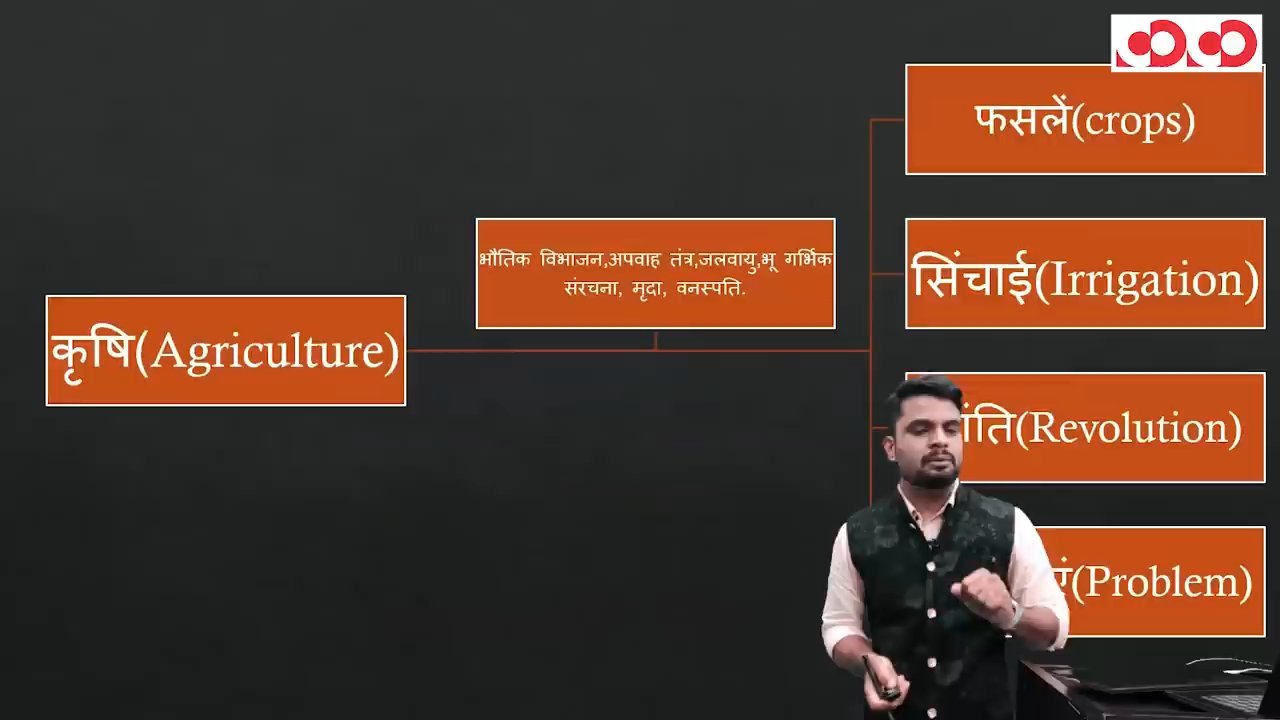 फसलें(crops)
भौतिक विभाजन,अपवाह तंत्र,जलवायु,भू गर्भिक
संरचना, मृदा, वनस्पति.
सिंचाई(Irrigation)
कृषि(Agriculture)
(Revolution)
(Problem)